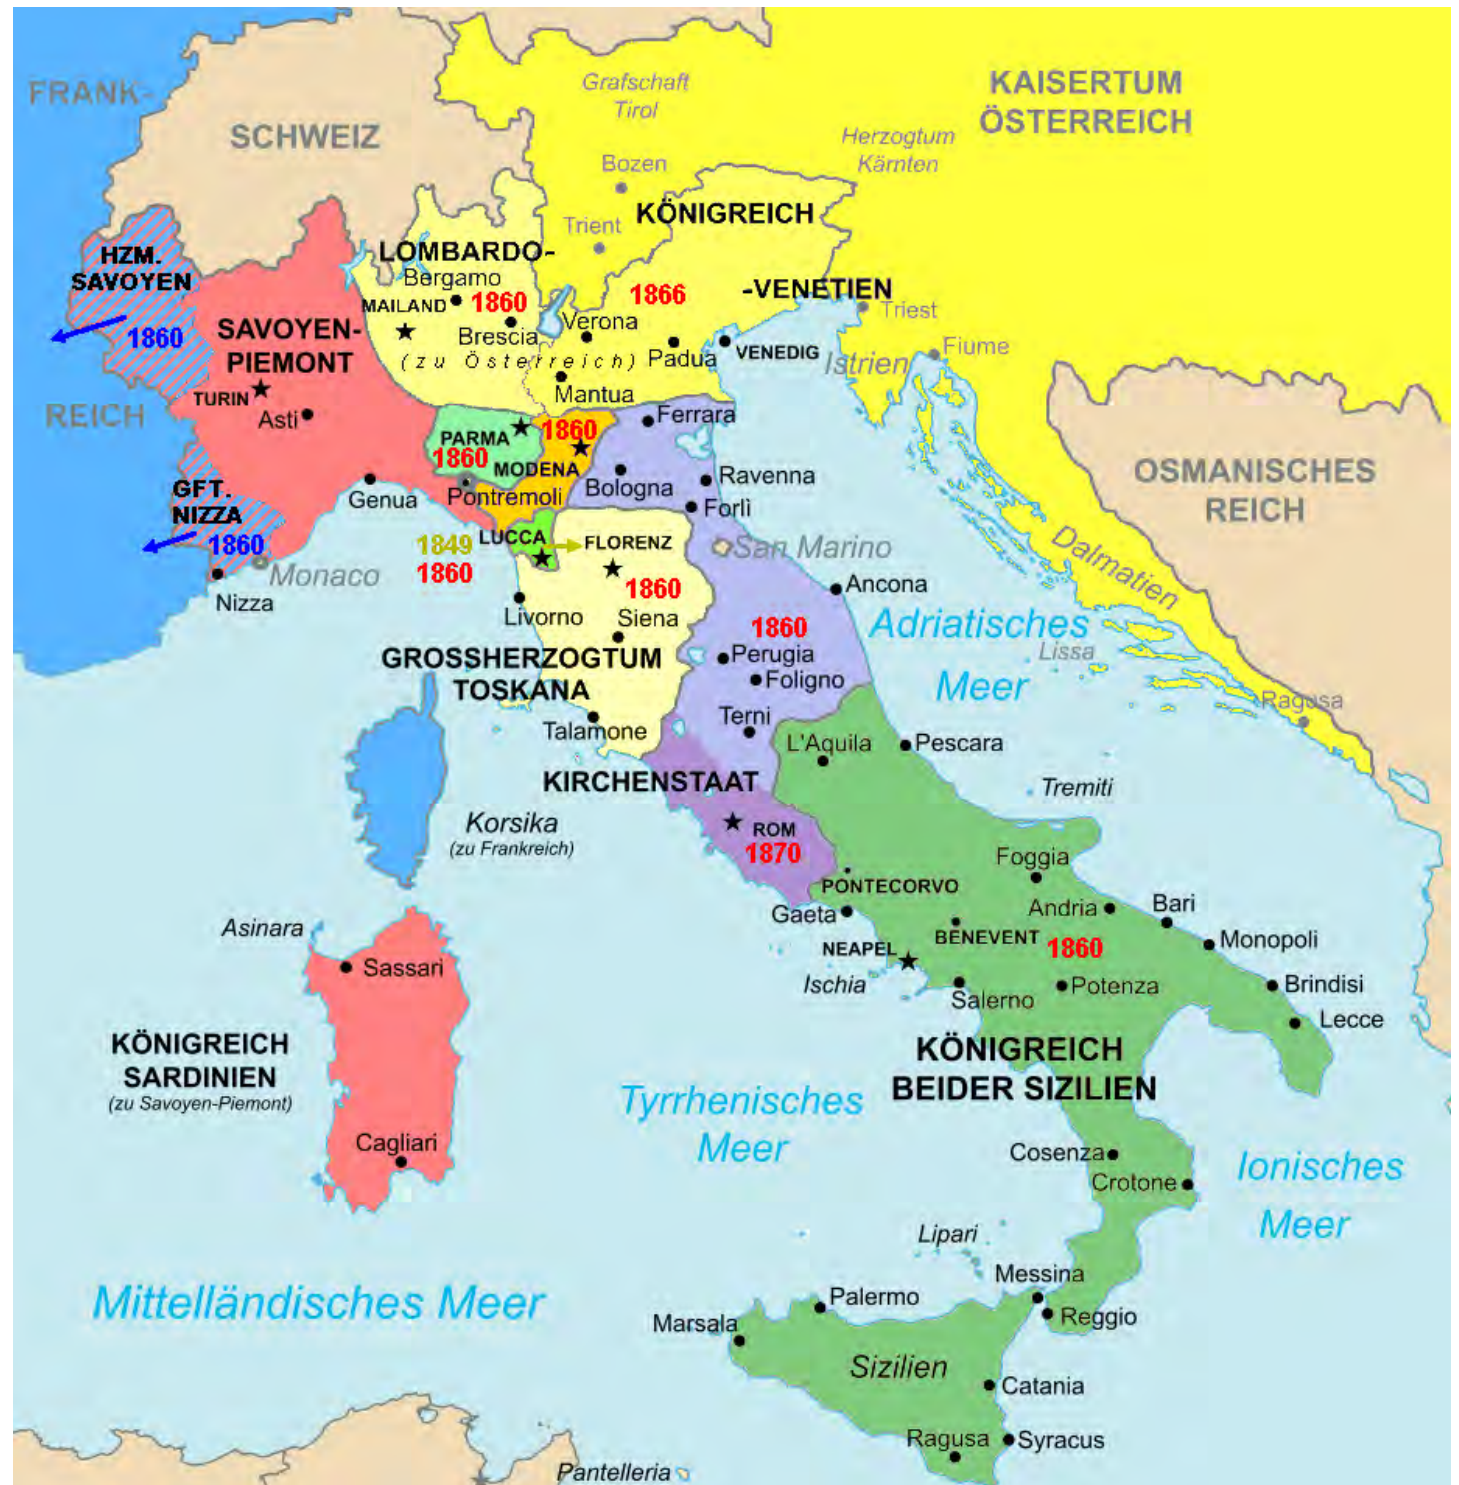 FRANK-
REICH
SCHWEIZ
Grafschaft
Tirol
KAISERTUM
ÖSTERREICH
Herzogtum
Kärnten
Bozen
Trient
KÖNIGREICH
LOMBARDO-
-VENETIEN
HZM.
SAVOYEN
1860
SAVOYEN-
PIEMONT
TURIN
Asti
Genua
Bergamo
MAILAND
1860
Brescia
(zu Österreich)
1866
Verona
Padua
VENEDIG
Mantua
Triest
Istrien
Fiume
GFT.
NIZZA
1860
Monaco
Nizza
PARMA
1860
1860
MODENA
Pontremoli
Ferrara
Bologna
Ravenna
Forlì
San Marino
OSMANISCHES
REICH
Dalmatien
LUCCA
1849
1860
FLORENZ
1860
Livorno
Siena
GROSSHERZOGTUM
TOSKANA
Talamone
Ancona
1860
Perugia
Foligno
Terni
Adriatisches
Meer
Lissa
Ragusa
L'Aquila
Pescara
Tremiti
KIRCHENSTAAT
ROM
1870
Korsika
(zu Frankreich)
PONTECORVO
Gaeta
Foggia
Andria
Bari
Monopoli
BENEVENT
1860
NEAPEL
Ischia
Salerno
Potenza
Brindisi
Lecce
Asinara
Sassari
KÖNIGREICH
SARDINIEN
(zu Savoyen-Piemont)
Cagliari
KÖNIGREICH
BEIDER SIZILIEN
Tyrrhenisches
Meer
Cosenza
Crotone
Ionisches
Meer
Lipari
Messina
Reggio
Mittelländisches Meer
Palermo
Marsala
Sizilien
Catania
Ragusa
Syracus
Pantelleria